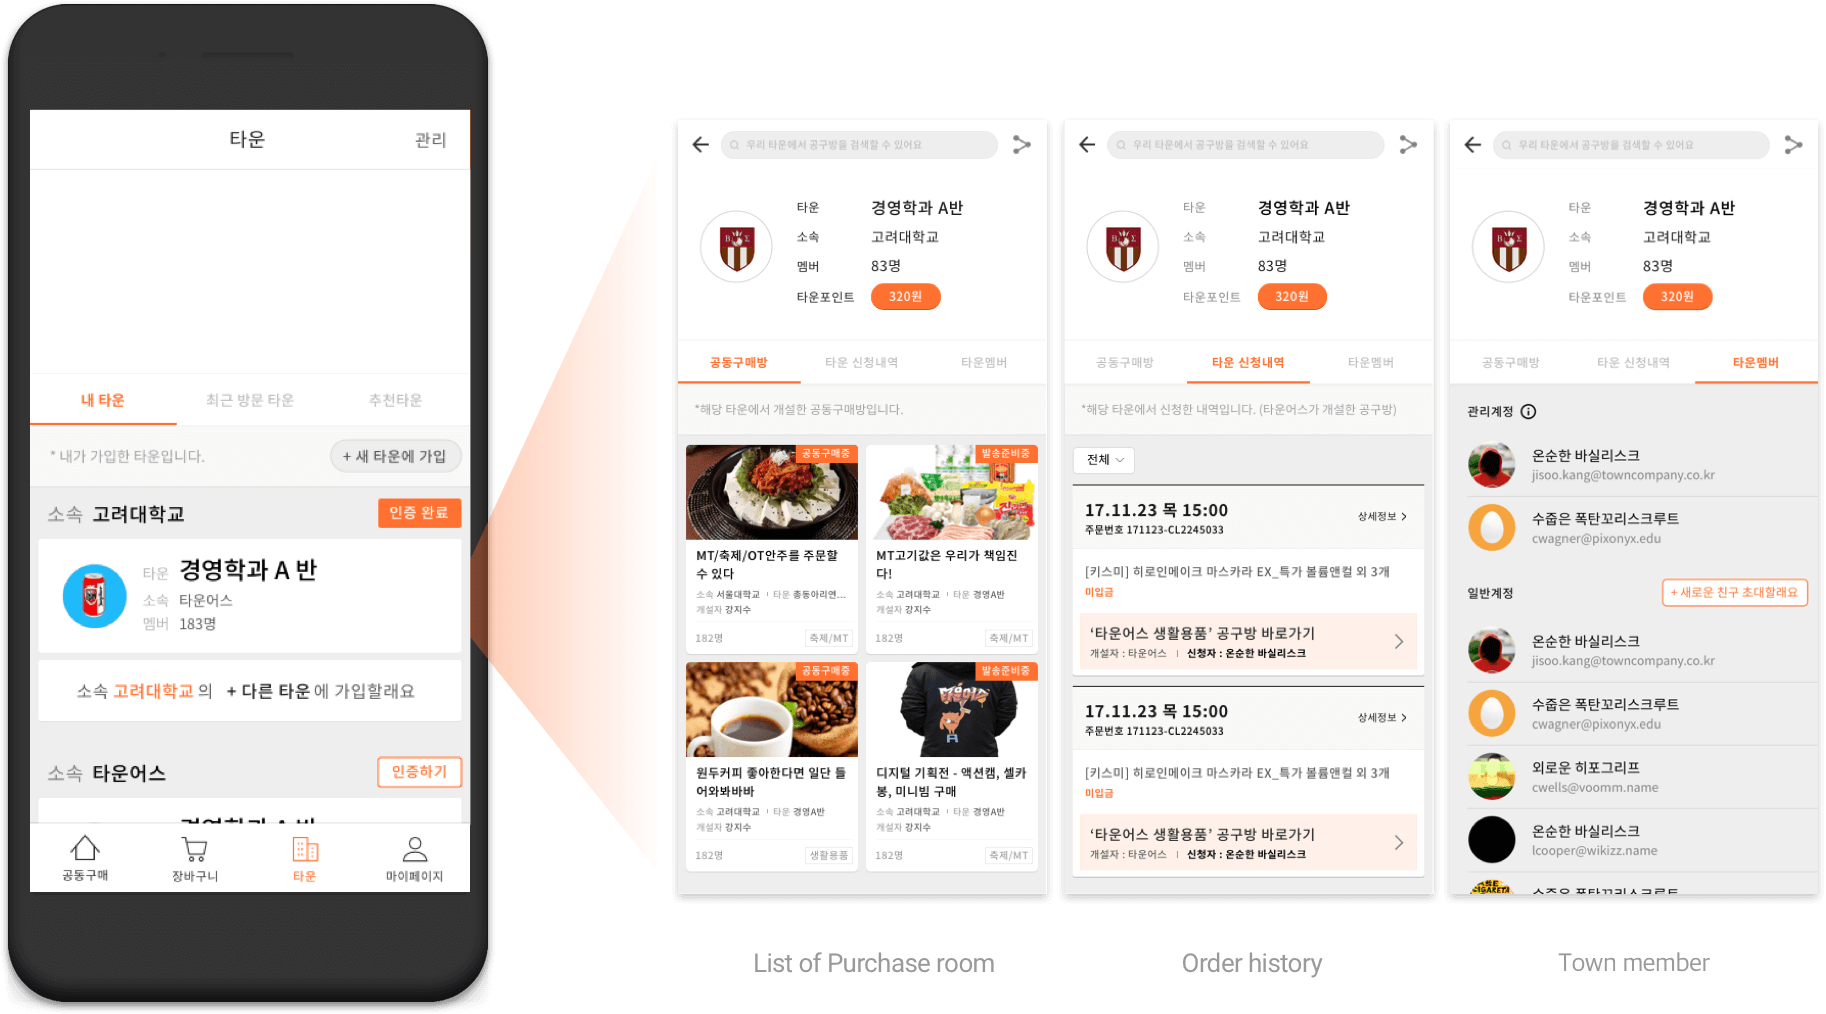 타운
관리
내 타운
최근 방문 타운
추천타운
* 내가 가입한 타운입니다.
+ 새 타운에 가입
소속 고려대학교
인증 완료
타운 경영학과 A 반
소속 타운어스
멤버 183명
소속 고려대학교 의 + 다른 타운에 가입할래요
소속 타운어스
인증하기
경영학과 A 반
공동구매
장바구니
타운
마이페이지
우리 타운에서 공구방을 검색할 수 있어요
타운 경영학과 A반
소속 고려대학교
멤버 83명
타운포인트 320원
공동구매방
타운 신청내역
타운멤버
*해당 타운에서 개설한 공동구매방입니다.
공동구매중
MT/축제/OT안주를 주문할
수 있다
소속 서울대학교 ı 타운 총동아리연...
개설자 강지수
182명
축제/MT
발송준비중
MT고기값은 우리가 책임진
다!
소속 고려대학교 ı 타운 경영A반
개설자 강지수
182명
축제/MT
공동구매중
원두커피 좋아한다면 일단 들
어와봐바바
소속 고려대학교 ı 타운 경영A반
개설자 강지수
182명
생활용품
발송준비중
디지털 기획전 - 액션캠, 셀카
봉, 미니빔 구매
소속 고려대학교 ı 타운 경영A반
개설자 강지수
182명
축제/MT
List of Purchase room
우리 타운에서 공구방을 검색할 수 있어요
타운 경영학과 A반
소속 고려대학교
멤버 83명
타운포인트 320원
공동구매방
타운 신청내역
타운멤버
*해당 타운에서 신청한 내역입니다. (타운어스가 개설한 공구방)
전체
17.11.23 목 15:00
주문번호 171123-CL2245033
상세정보 >
[키스미] 히로인메이크 마스카라 EX_특가 볼륨앤컬 외 3개
미입금
‘타운어스 생활용품’ 공구방 바로가기
개설자 : 타운어스 ı 신청자 : 온순한 바실리스크
17.11.23 목 15:00
주문번호 171123-CL2245033
상세정보 >
[키스미] 히로인메이크 마스카라 EX_특가 볼륨앤컬 외 3개
미입금
‘타운어스 생활용품’ 공구방 바로가기
개설자 : 타운어스 ı 신청자 : 온순한 바실리스크
Order history
우리 타운에서 공구방을 검색할 수 있어요
타운 경영학과 A반
소속 고려대학교
멤버 83명
타운포인트 320원
공동구매방
타운 신청내역
타운멤버
관리계정
온순한 바실리스크
jisoo.kang@towncompany.co.kr
수줍은 폭탄꼬리스크루트
cwagner@pixonyx.edu
일반계정
+ 새로운 친구 초대할래요
온순한 바실리스크
jisoo.kang@towncompany.co.kr
수줍은 폭탄꼬리스크루트
cwagner@pixonyx.edu
외로운 히포그리프
cwells@voomm.name
온순한 바실리스크
lcooper@wikizz.name
수줍은 폭탄꼬리스크루트
Town member